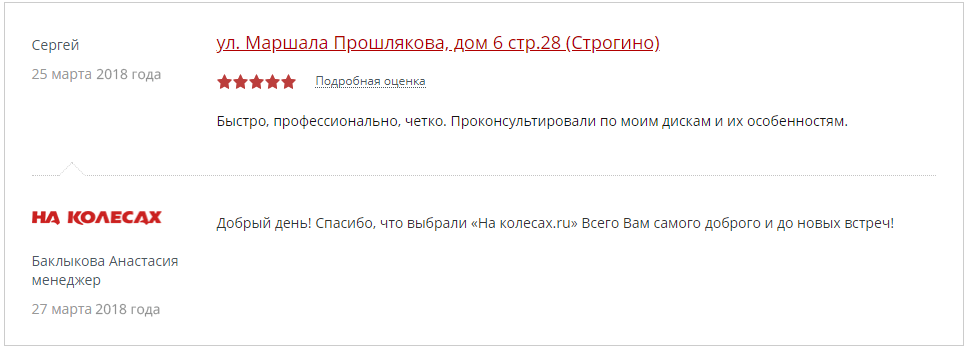 Сергей
25 марта 2018 года
ул. Маршала Прошлякова, дом 6 стр.28 (Строгино)
Подробная оценка
Быстро, профессионально, четко. Проконсультировали по моим дискам и их особенностям.
НА КОЛЕСАХ
Баклыкова Анастасия
менеджер
27 марта 2018 года
Добрый день! Спасибо, что выбрали «На колесах.ru» Всего Вам самого доброго и до новых встреч!